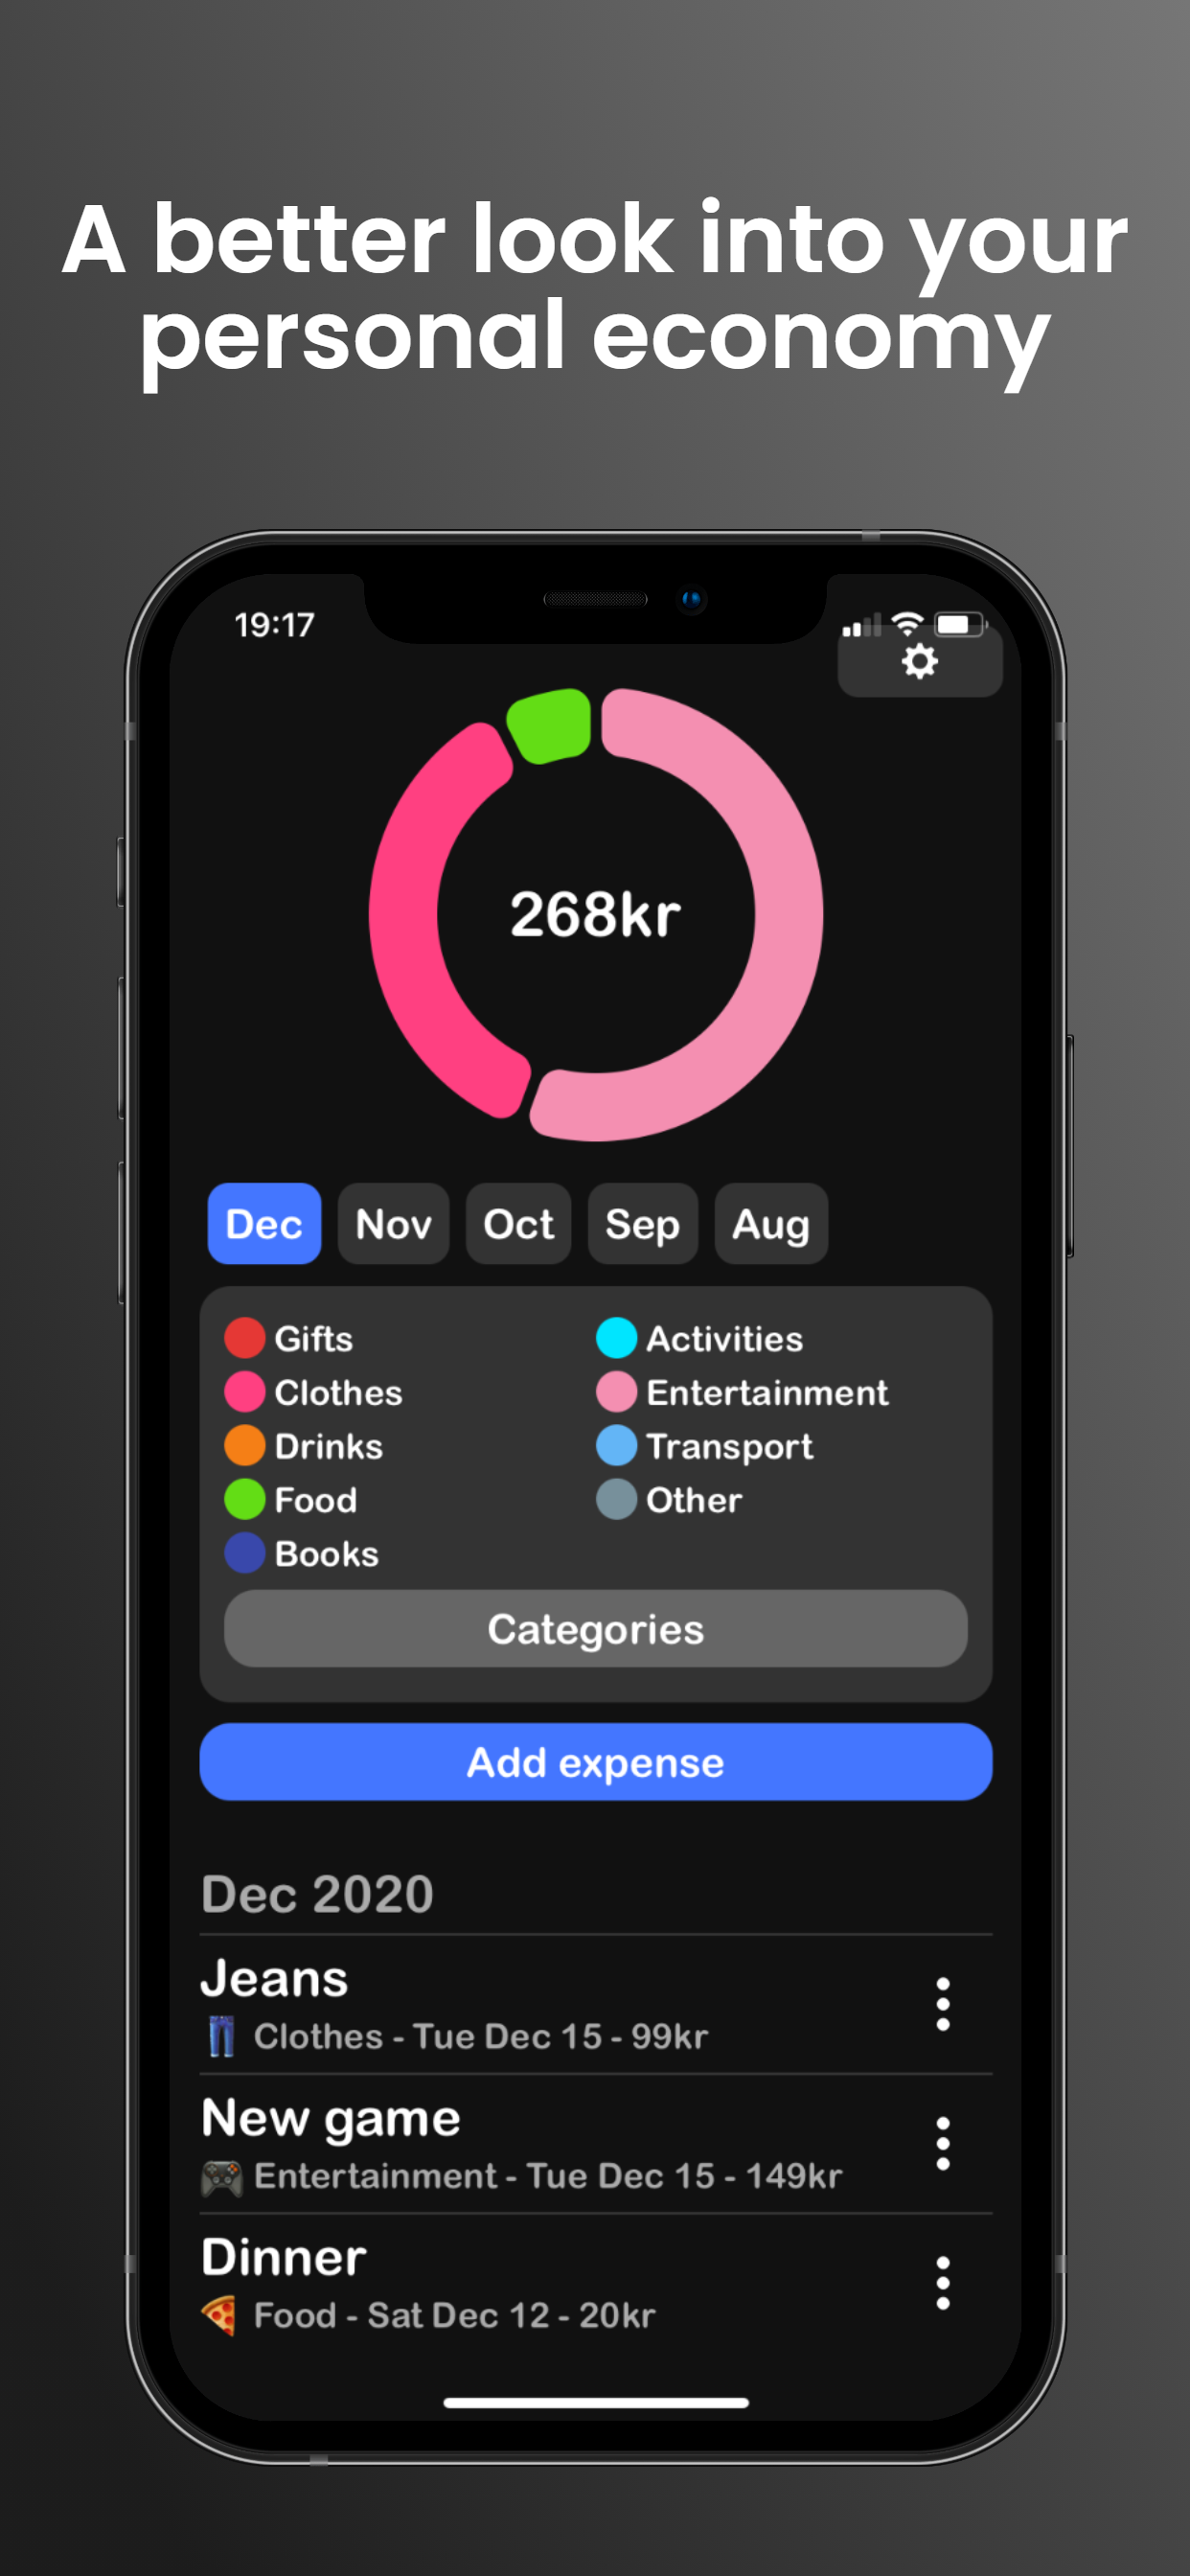 A better look into your
personal economy
19:17
268kr
Dec Nov Oct Sep Aug
Gifts Activities
Clothes Entertainment
Drinks Transport
Food Other
Books
Categories
Add expense
Dec 2020
Jeans
Clothes - Tue Dec 15 - 99kr
New game
Entertainment - Tue Dec 15 - 149kr
Dinner
Food - Sat Dec 12 - 20kr